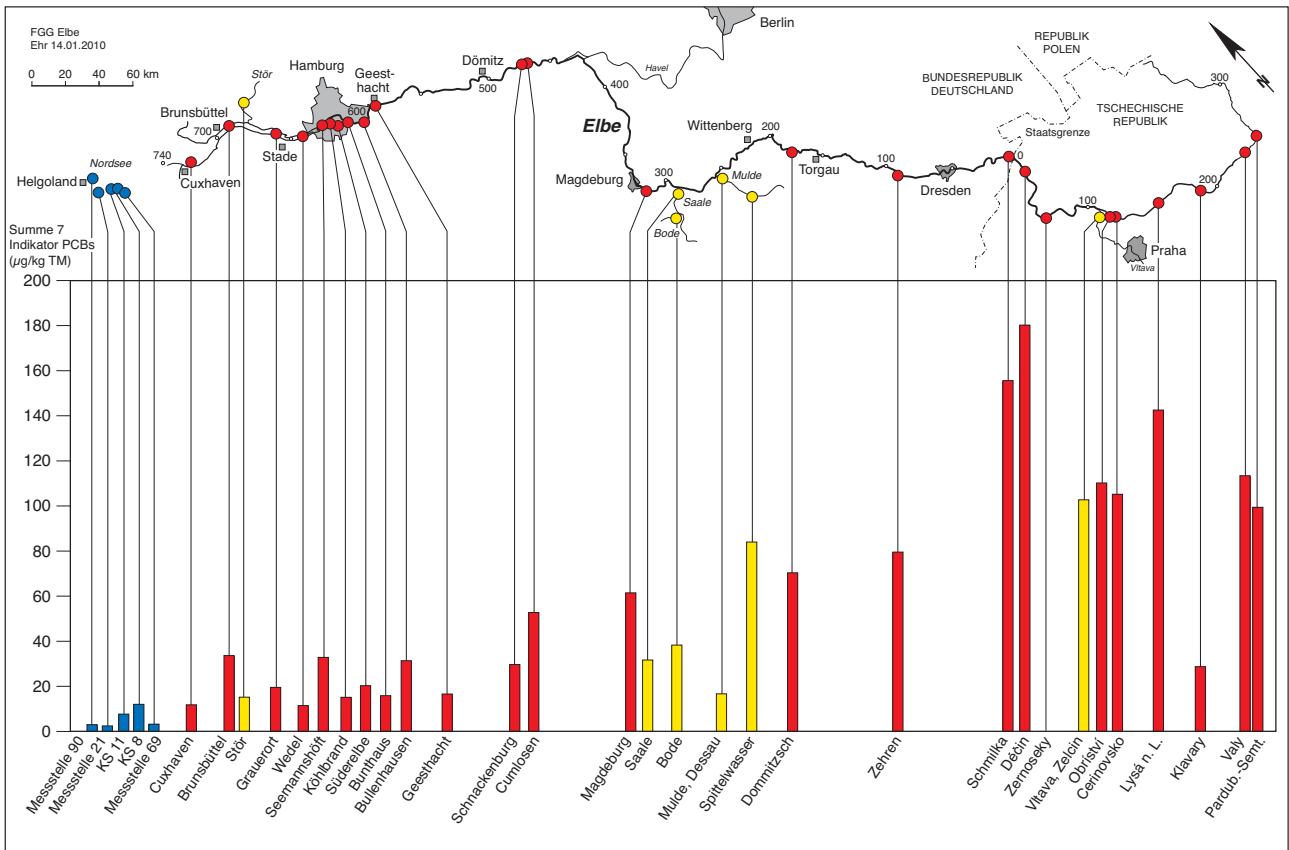 FGG Elbe
Ehr 14.01.2010
0 20 40 60 km
Berlin
Havel
Hamburg
Stör
Geest-
hacht
Dömitz
500
400
Brunsbüttel
700
600
Stade
740
Cuxhaven
Nordsee
Helgoland
Elbe
Wittenberg
200
Magdeburg
300
Mulde
Saale
Bode
Torgau
100
Dresden
REPUBLIK
POLEN
BUNDESREPUBLIK
DEUTSCHLAND
TSCHECHISCHE
REPUBLIK
Staatsgrenze
0
100
200
300
Praha
Vltava
N
Summe 7
Indikator PCBs
(µg/kg TM)
200
180
160
140
120
100
80
60
40
20
0
Messstelle 90
Messstelle 21
KS 11
KS 8
Messstelle 69
Cuxhaven
Brunsbüttel
Stör
Grauerort
Wedel
Seemannshöft
Köhlbrand
Süderelbe
Bunthaus
Bullenhausen
Geesthacht
Schnackenburg
Cumlosen
Magdeburg
Saale
Bode
Mulde, Dessau
Spittelwasser
Dommitzsch
Zehren
Schmilka
Děčin
Zernoseky
Vltava, Zelcin
Obristvi
Cerinovsko
Lysá n. L.
Klavary
Valy
Pardub.-Semt.